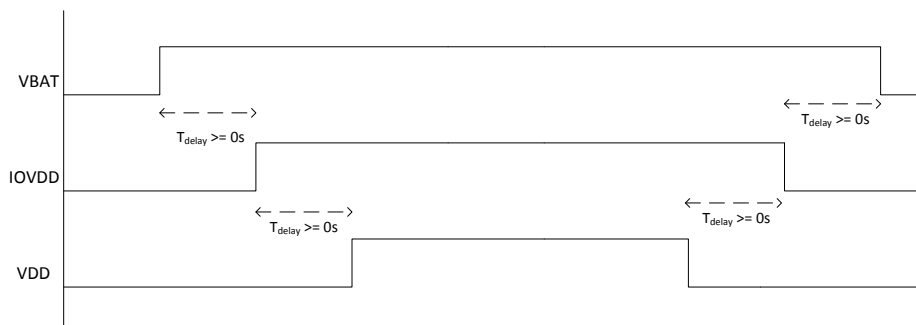 VBAT
T_delay >= 0s
T_delay >= 0s
IOVDD
T_delay >= 0s
T_delay >= 0s
VDD